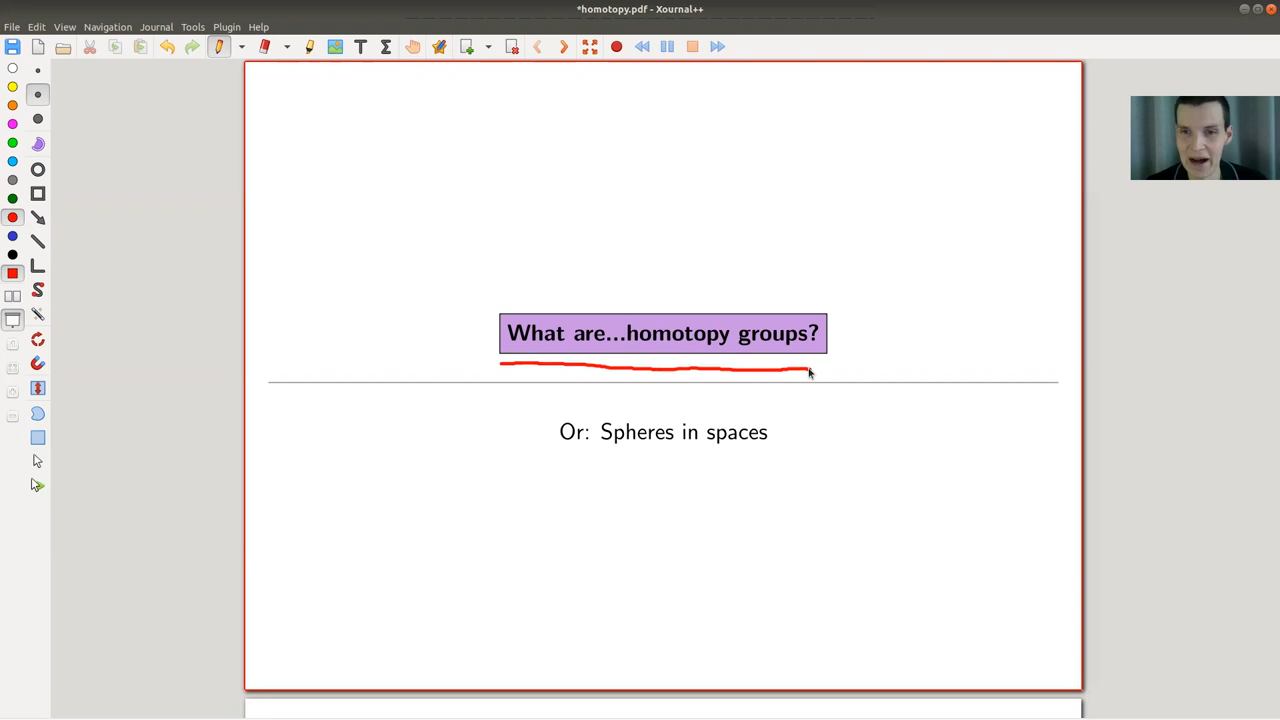 *homotopy.pdf - Xournal++
File Edit View Navigation Journal Tools Plugin Help
What are...homotopy groups?
Or: Spheres in spaces